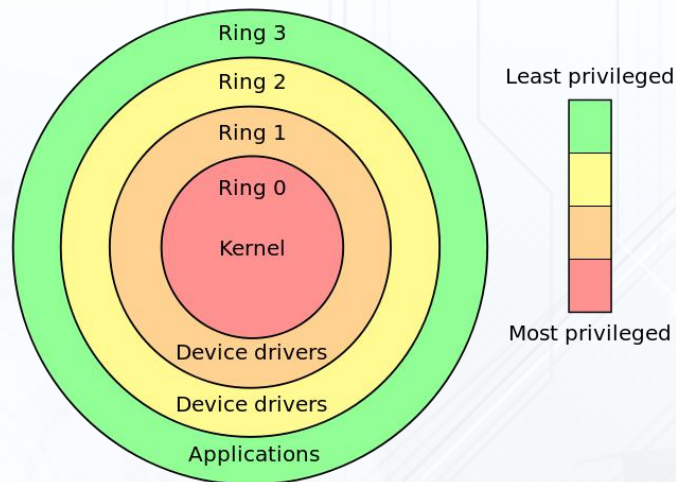 Ring 3
Ring 2
Ring 1
Ring 0
Kernel
Device drivers
Device drivers
Applications
Least privileged
Most privileged